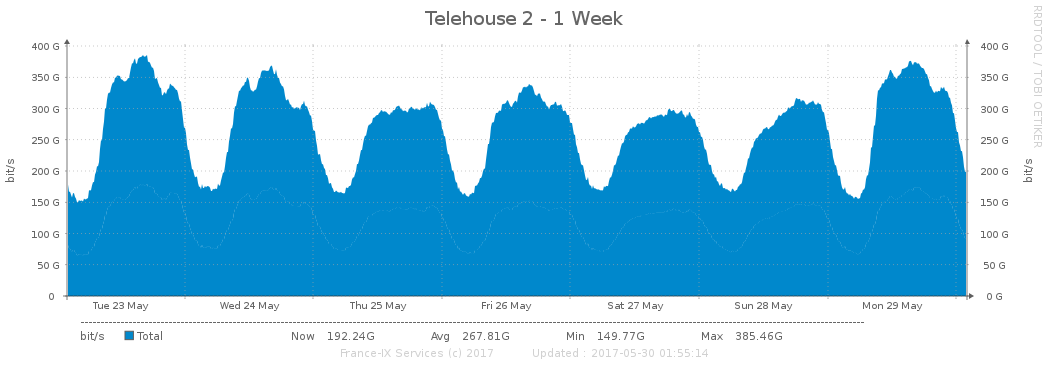 Telehouse 2 - 1 Week
RRDTOOL / TOBI OETIKER
400 G 400 G
350 G 350 G
300 G 300 G
250 G 250 G
200 G 200 G
150 G 150 G
100 G 100 G
50 G 50 G
0 0 G
bit/s
bit/s
Tue 23 May Wed 24 May Thu 25 May Fri 26 May Sat 27 May Sun 28 May Mon 29 May
bit/s Total Now 192.24G Avg 267.81G Min 149.77G Max 385.46G
France-IX Services (c) 2017 Updated : 2017-05-30 01:55:14